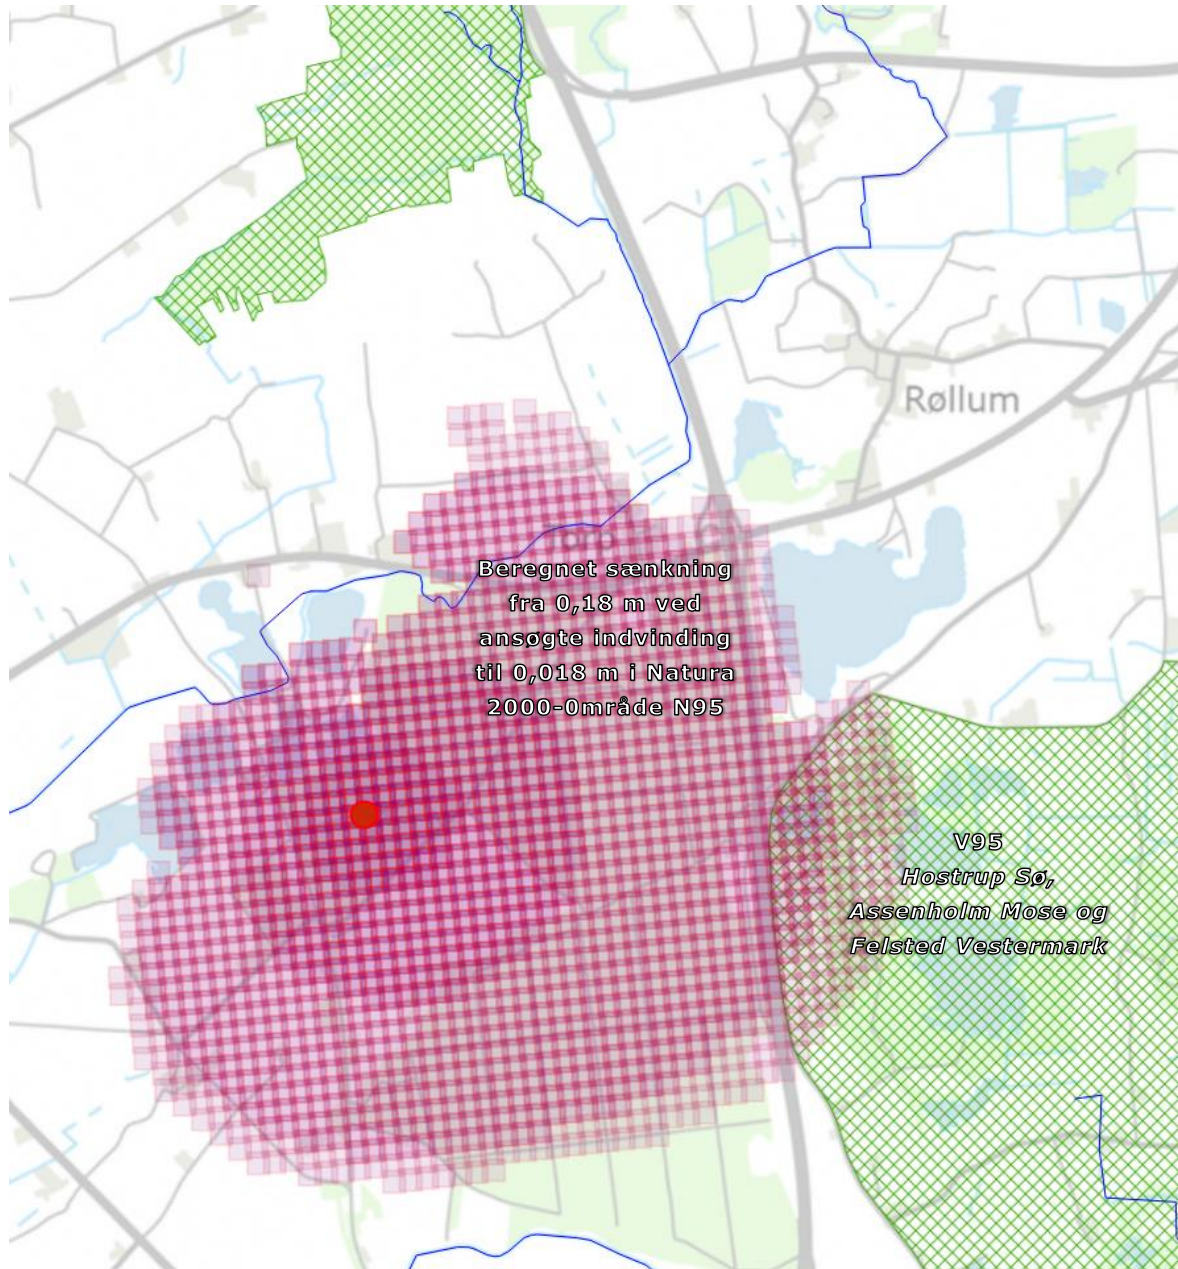 Røllum
Torp
Beregnet sænkning
fra 0,18 m ved
ansøgte indvinding
til 0,018 m i Natura
2000-0mråde N95
V95
Hostrup Sø,
Assenholm Mose og
Felsted Vestermark